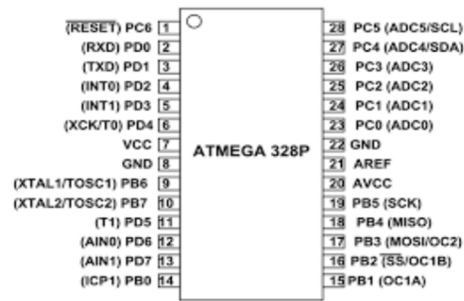 (RESET) PC6 1
(RXD) PD0 2
(TXD) PD1 3
(INT0) PD2 4
(INT1) PD3 5
(XCK/T0) PD4 6
VCC 7
GND 8
(XTAL1/TOSC1) PB6 9
(XTAL2/TOSC2) PB7 10
(T1) PD5 11
(AIN0) PD6 12
(AIN1) PD7 13
(ICP1) PB0 14
ATMEGA 328P
28 PC5 (ADC5/SCL)
27 PC4 (ADC4/SDA)
26 PC3 (ADC3)
25 PC2 (ADC2)
24 PC1 (ADC1)
23 PC0 (ADC0)
22 GND
21 AREF
20 AVCC
19 PB5 (SCK)
18 PB4 (MISO)
17 PB3 (MOSI/OC2)
16 PB2 (SS/OC1B)
15 PB1 (OC1A)